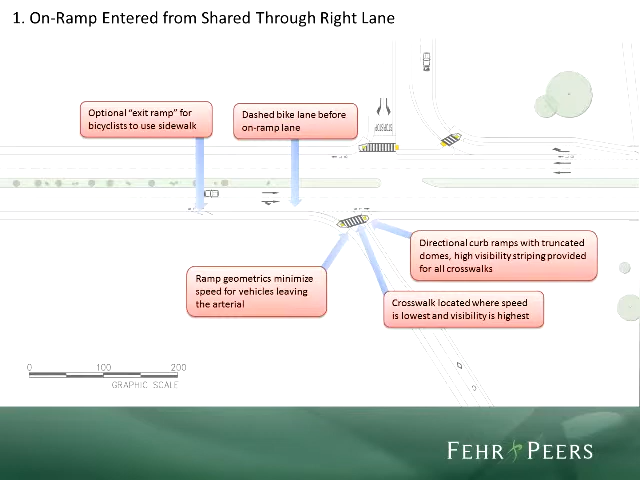 1. On-Ramp Entered from Shared Through Right Lane
Optional “exit ramp” for
bicyclists to use sidewalk
Dashed bike lane before
on-ramp lane
Directional curb ramps with truncated
domes, high visibility striping provided
for all crosswalks
Ramp geometrics minimize
speed for vehicles leaving
the arterial
Crosswalk located where speed
is lowest and visibility is highest
0 100 200
GRAPHIC SCALE
FEHR PEERS